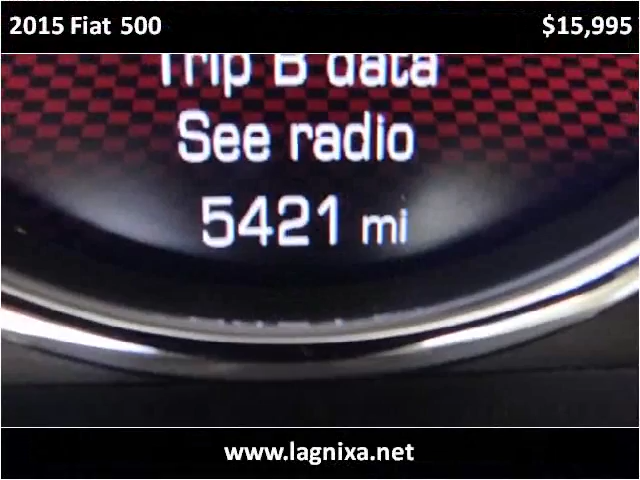 2015 Fiat 500 $15,995
Trip B data
See radio
5421 mi
www.lagnixa.net